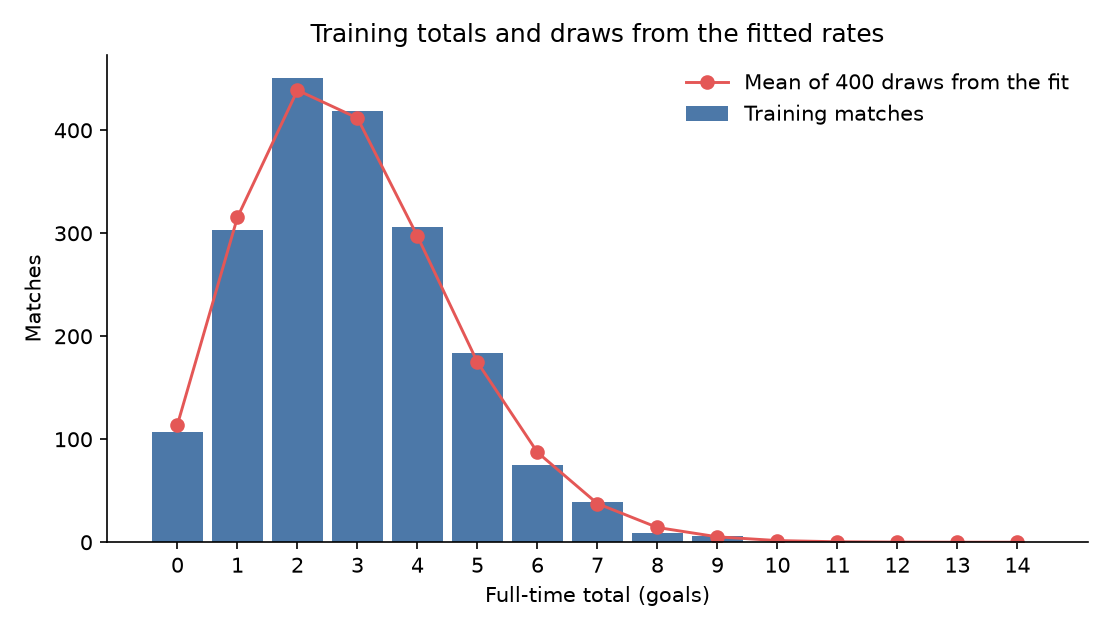 Training totals and draws from the fitted rates
Mean of 400 draws from the fit
Training matches
Matches
400
300
200
100
0
0 1 2 3 4 5 6 7 8 9 10 11 12 13 14
Full-time total (goals)